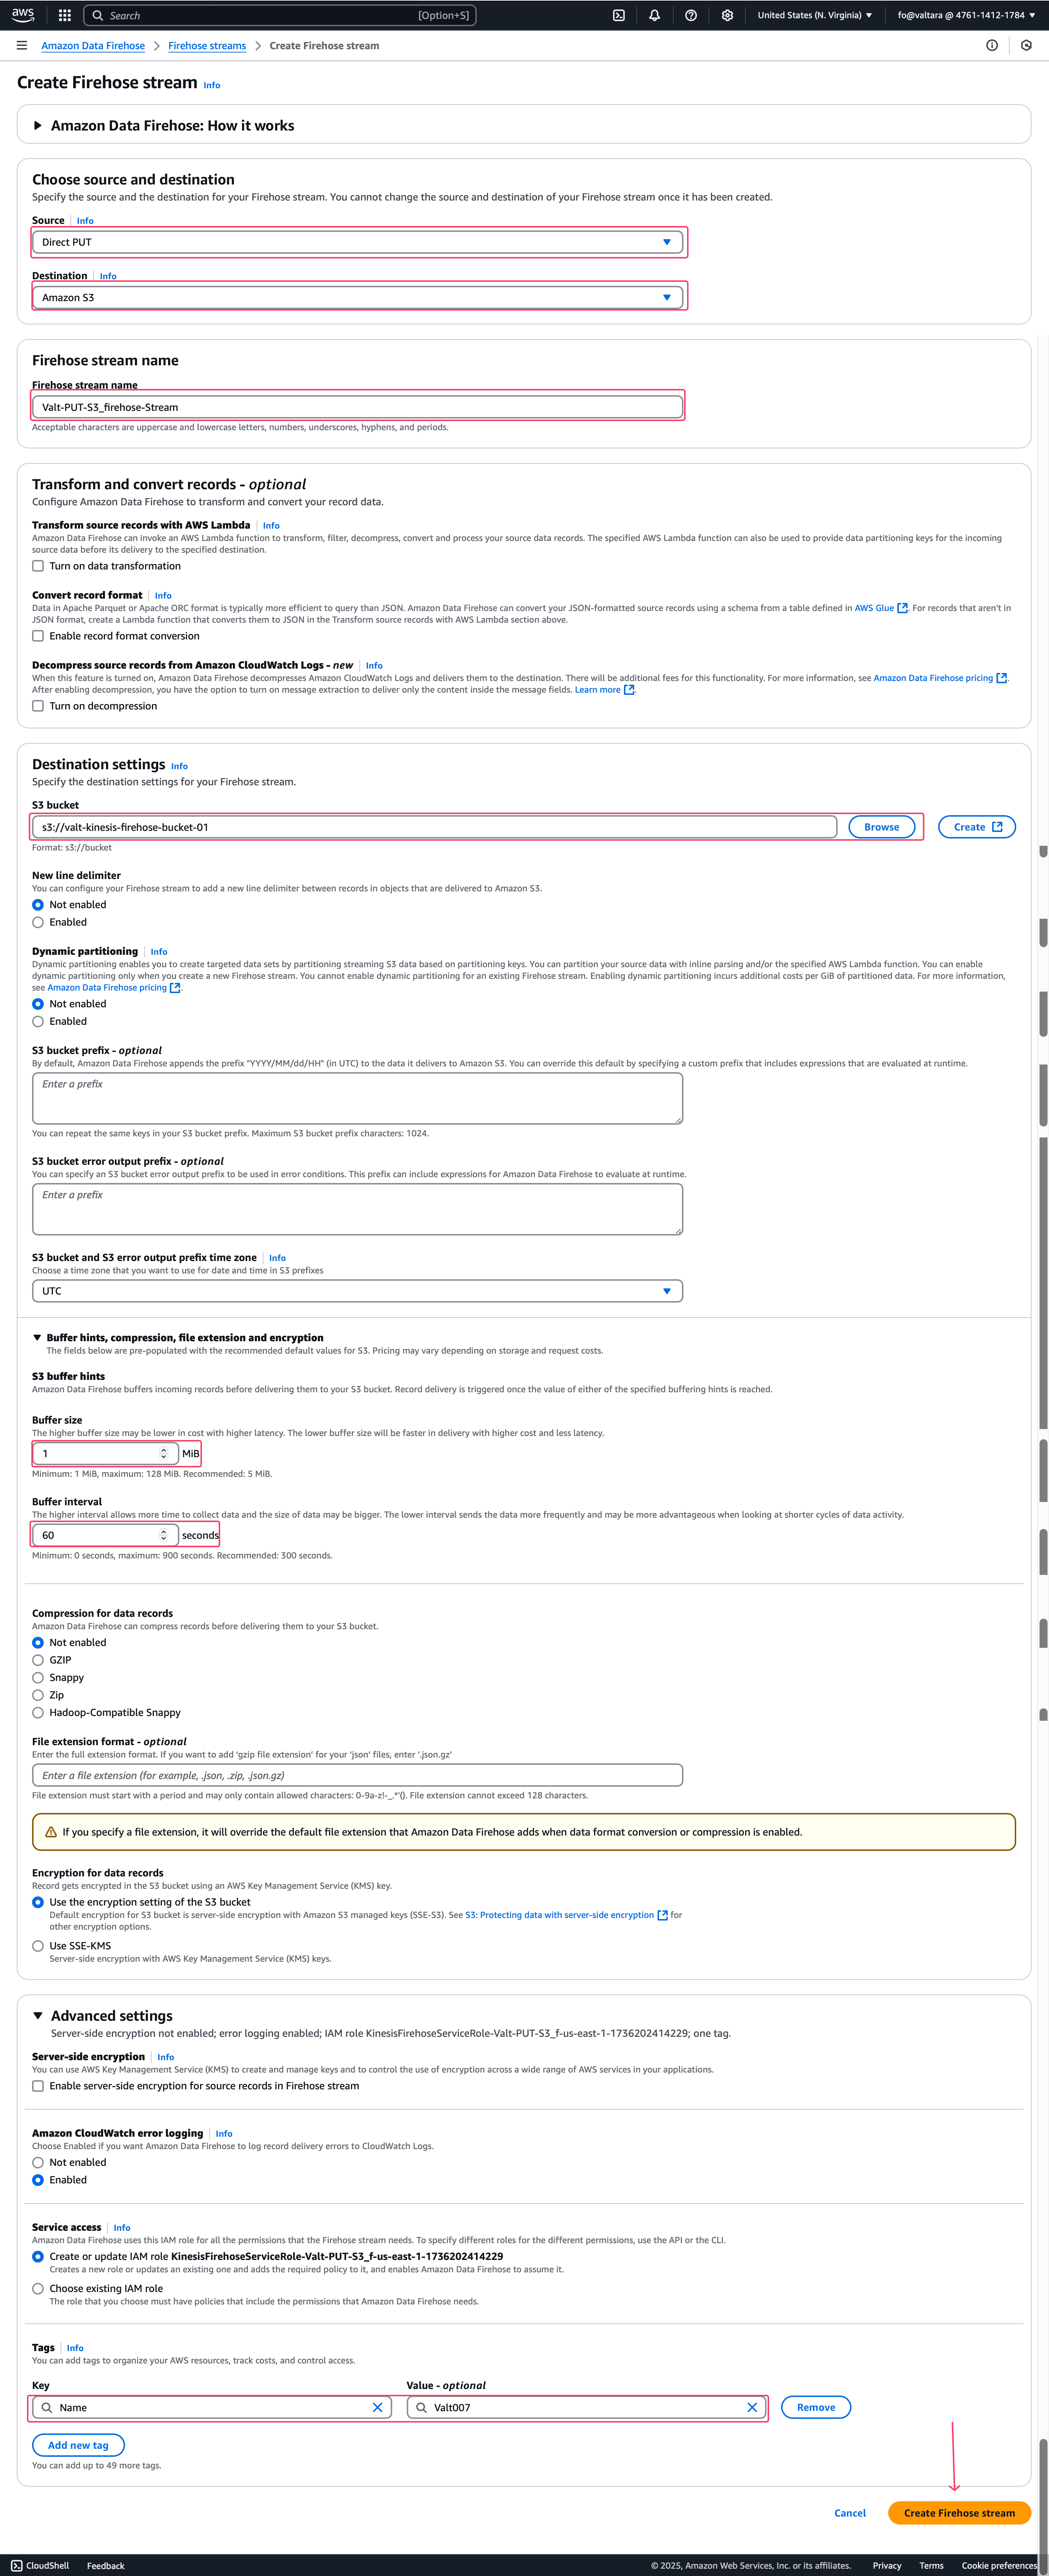 aws Search [Option+S] United States (N. Virginia) fo@valtara @ 4761-1412-1784
Amazon Data Firehose > Firehose streams > Create Firehose stream
Create Firehose stream Info
Amazon Data Firehose: How it works
Choose source and destination
Specify the source and the destination for your Firehose stream. You cannot change the source and destination of your Firehose stream once it has been created.
Source Info
Direct PUT
Destination Info
Amazon S3
Firehose stream name
Firehose stream name
Valt-PUT-S3_firehose-Stream
Acceptable characters are uppercase and lowercase letters, numbers, underscores, hyphens, and periods.
Transform and convert records - optional
Configure Amazon Data Firehose to transform and convert your record data.
Transform source records with AWS Lambda Info
Amazon Data Firehose can invoke an AWS Lambda function to transform, filter, decompress, convert and process your source data records. The specified AWS Lambda function can also be used to provide data partitioning keys for the incoming
source data before its delivery to the specified destination.
Turn on data transformation
Convert record format Info
Data in Apache Parquet or Apache ORC format is typically more efficient to query than JSON. Amazon Data Firehose can convert your JSON-formatted source records using a schema from a table defined in AWS Glue. For records that aren't in
JSON format, create a Lambda function that converts them to JSON in the Transform source records with AWS Lambda section above.
Enable record format conversion
Decompress source records from Amazon CloudWatch Logs - new Info
When this feature is turned on, Amazon Data Firehose decompresses Amazon CloudWatch Logs and delivers them to the destination. There will be additional fees for this functionality. For more information, see Amazon Data Firehose pricing.
After enabling decompression, you have the option to turn on message extraction to deliver only the content inside the message fields. Learn more.
Turn on decompression
Destination settings Info
Specify the destination settings for your Firehose stream.
S3 bucket
s3://valt-kinesis-firehose-bucket-01 Browse Create
Format: s3://bucket
New line delimiter
You can configure your Firehose stream to add a new line delimiter between records in objects that are delivered to Amazon S3.
Not enabled
Enabled
Dynamic partitioning Info
Dynamic partitioning enables you to create targeted data sets by partitioning streaming S3 data based on partitioning keys. You can partition your source data with inline parsing and/or the specified AWS Lambda function. You can enable
dynamic partitioning only when you create a new Firehose stream. You cannot enable dynamic partitioning for an existing Firehose stream. Enabling dynamic partitioning incurs additional costs per GiB of partitioned data. For more information,
see Amazon Data Firehose pricing.
Not enabled
Enabled
S3 bucket prefix - optional
By default, Amazon Data Firehose appends the prefix "YYYY/MM/dd/HH" (in UTC) to the data it delivers to Amazon S3. You can override this default by specifying a custom prefix that includes expressions that are evaluated at runtime.
Enter a prefix
You can repeat the same keys in your S3 bucket prefix. Maximum S3 bucket prefix characters: 1024.
S3 bucket error output prefix - optional
You can specify an S3 bucket error output prefix to be used in error conditions. This prefix can include expressions for Amazon Data Firehose to evaluate at runtime.
Enter a prefix
S3 bucket and S3 error output prefix time zone Info
Choose a time zone that you want to use for date and time in S3 prefixes
UTC
Buffer hints, compression, file extension and encryption
The fields below are pre-populated with the recommended default values for S3. Pricing may vary depending on storage and request costs.
S3 buffer hints
Amazon Data Firehose buffers incoming records before delivering them to your S3 bucket. Record delivery is triggered once the value of either of the specified buffering hints is reached.
Buffer size
The higher buffer size may be lower in cost with higher latency. The lower buffer size will be faster in delivery with higher cost and less latency.
1 MiB
Minimum: 1 MiB, maximum: 128 MiB. Recommended: 5 MiB.
Buffer interval
The higher interval allows more time to collect data and the size of data may be bigger. The lower interval sends the data more frequently and may be more advantageous when looking at shorter cycles of data activity.
60 seconds
Minimum: 0 seconds, maximum: 900 seconds. Recommended: 300 seconds.
Compression for data records
Amazon Data Firehose can compress records before delivering them to your S3 bucket.
Not enabled
GZIP
Snappy
Zip
Hadoop-Compatible Snappy
File extension format - optional
Enter the full extension format. If you want to add 'gzip file extension' for your 'json' files, enter '.json.gz'
Enter a file extension (for example, .json, .zip, .json.gz)
File extension must start with a period and may only contain allowed characters: 0-9a-z!-_.*'(). File extension cannot exceed 128 characters.
If you specify a file extension, it will override the default file extension that Amazon Data Firehose adds when data format conversion or compression is enabled.
Encryption for data records
Record gets encrypted in the S3 bucket using an AWS Key Management Service (KMS) key.
Use the encryption setting of the S3 bucket
Default encryption for S3 bucket is server-side encryption with Amazon S3 managed keys (SSE-S3). See S3: Protecting data with server-side encryption for
other encryption options.
Use SSE-KMS
Server-side encryption with AWS Key Management Service (KMS) keys.
Advanced settings
Server-side encryption not enabled; error logging enabled; IAM role KinesisFirehoseServiceRole-Valt-PUT-S3_f-us-east-1-1736202414229; one tag.
Server-side encryption Info
You can use AWS Key Management Service (KMS) to create and manage keys and to control the use of encryption across a wide range of AWS services in your applications.
Enable server-side encryption for source records in Firehose stream
Amazon CloudWatch error logging Info
Choose Enabled if you want Amazon Data Firehose to log record delivery errors to CloudWatch Logs.
Not enabled
Enabled
Service access Info
Amazon Data Firehose uses this IAM role for all the permissions that the Firehose stream needs. To specify different roles for the different permissions, use the API or the CLI.
Create or update IAM role KinesisFirehoseServiceRole-Valt-PUT-S3_f-us-east-1-1736202414229
Creates a new role or updates an existing one and adds the required policy to it, and enables Amazon Data Firehose to assume it.
Choose existing IAM role
The role that you choose must have policies that include the permissions that Amazon Data Firehose needs.
Tags Info
You can add tags to organize your AWS resources, track costs, and control access.
Key Value - optional
Name Valt007 Remove
Add new tag
You can add up to 49 more tags.
Cancel Create Firehose stream
CloudShell Feedback © 2025, Amazon Web Services, Inc. or its affiliates. Privacy Terms Cookie preferences